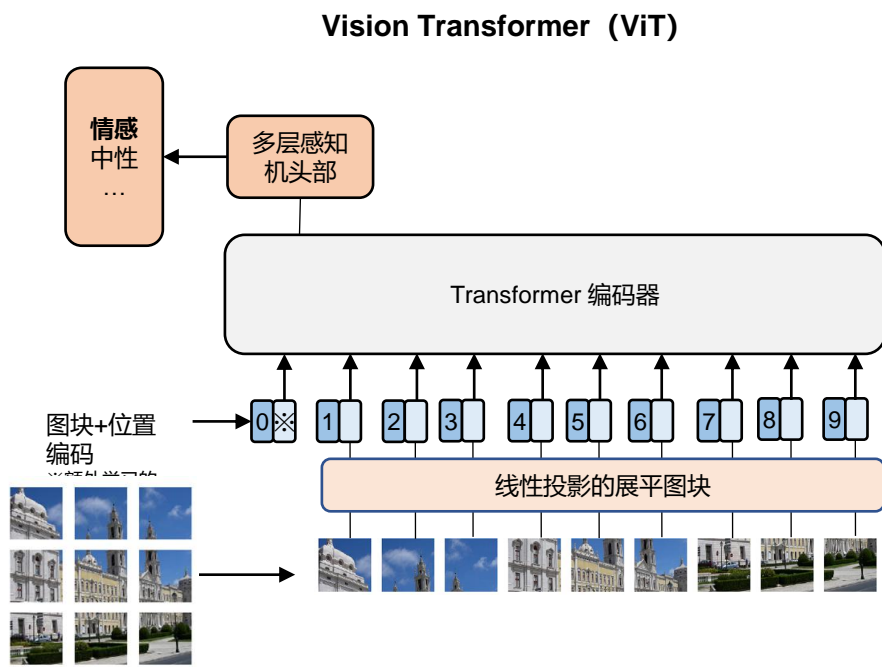 Vision Transformer（ViT）
情感
中性
…
多层感知
机头部
Transformer 编码器
0 ※ 1 2 3 4 5 6 7 8 9
图块+位置
编码
线性投影的展平图块